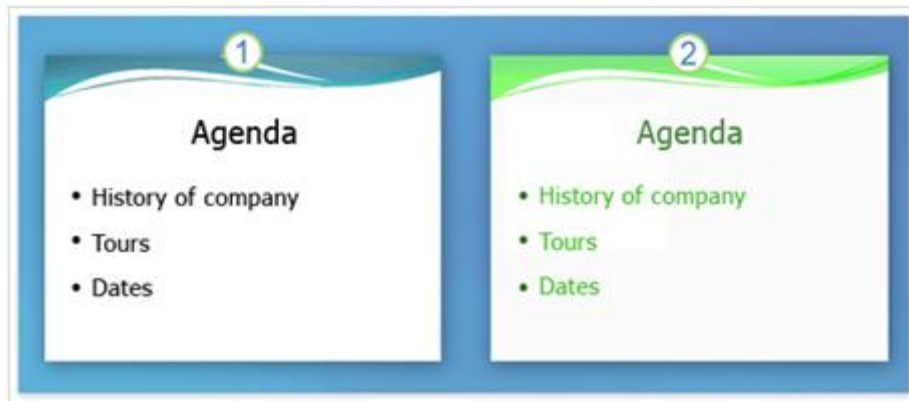 1
Agenda
• History of company
• Tours
• Dates
2
Agenda
• History of company
• Tours
• Dates